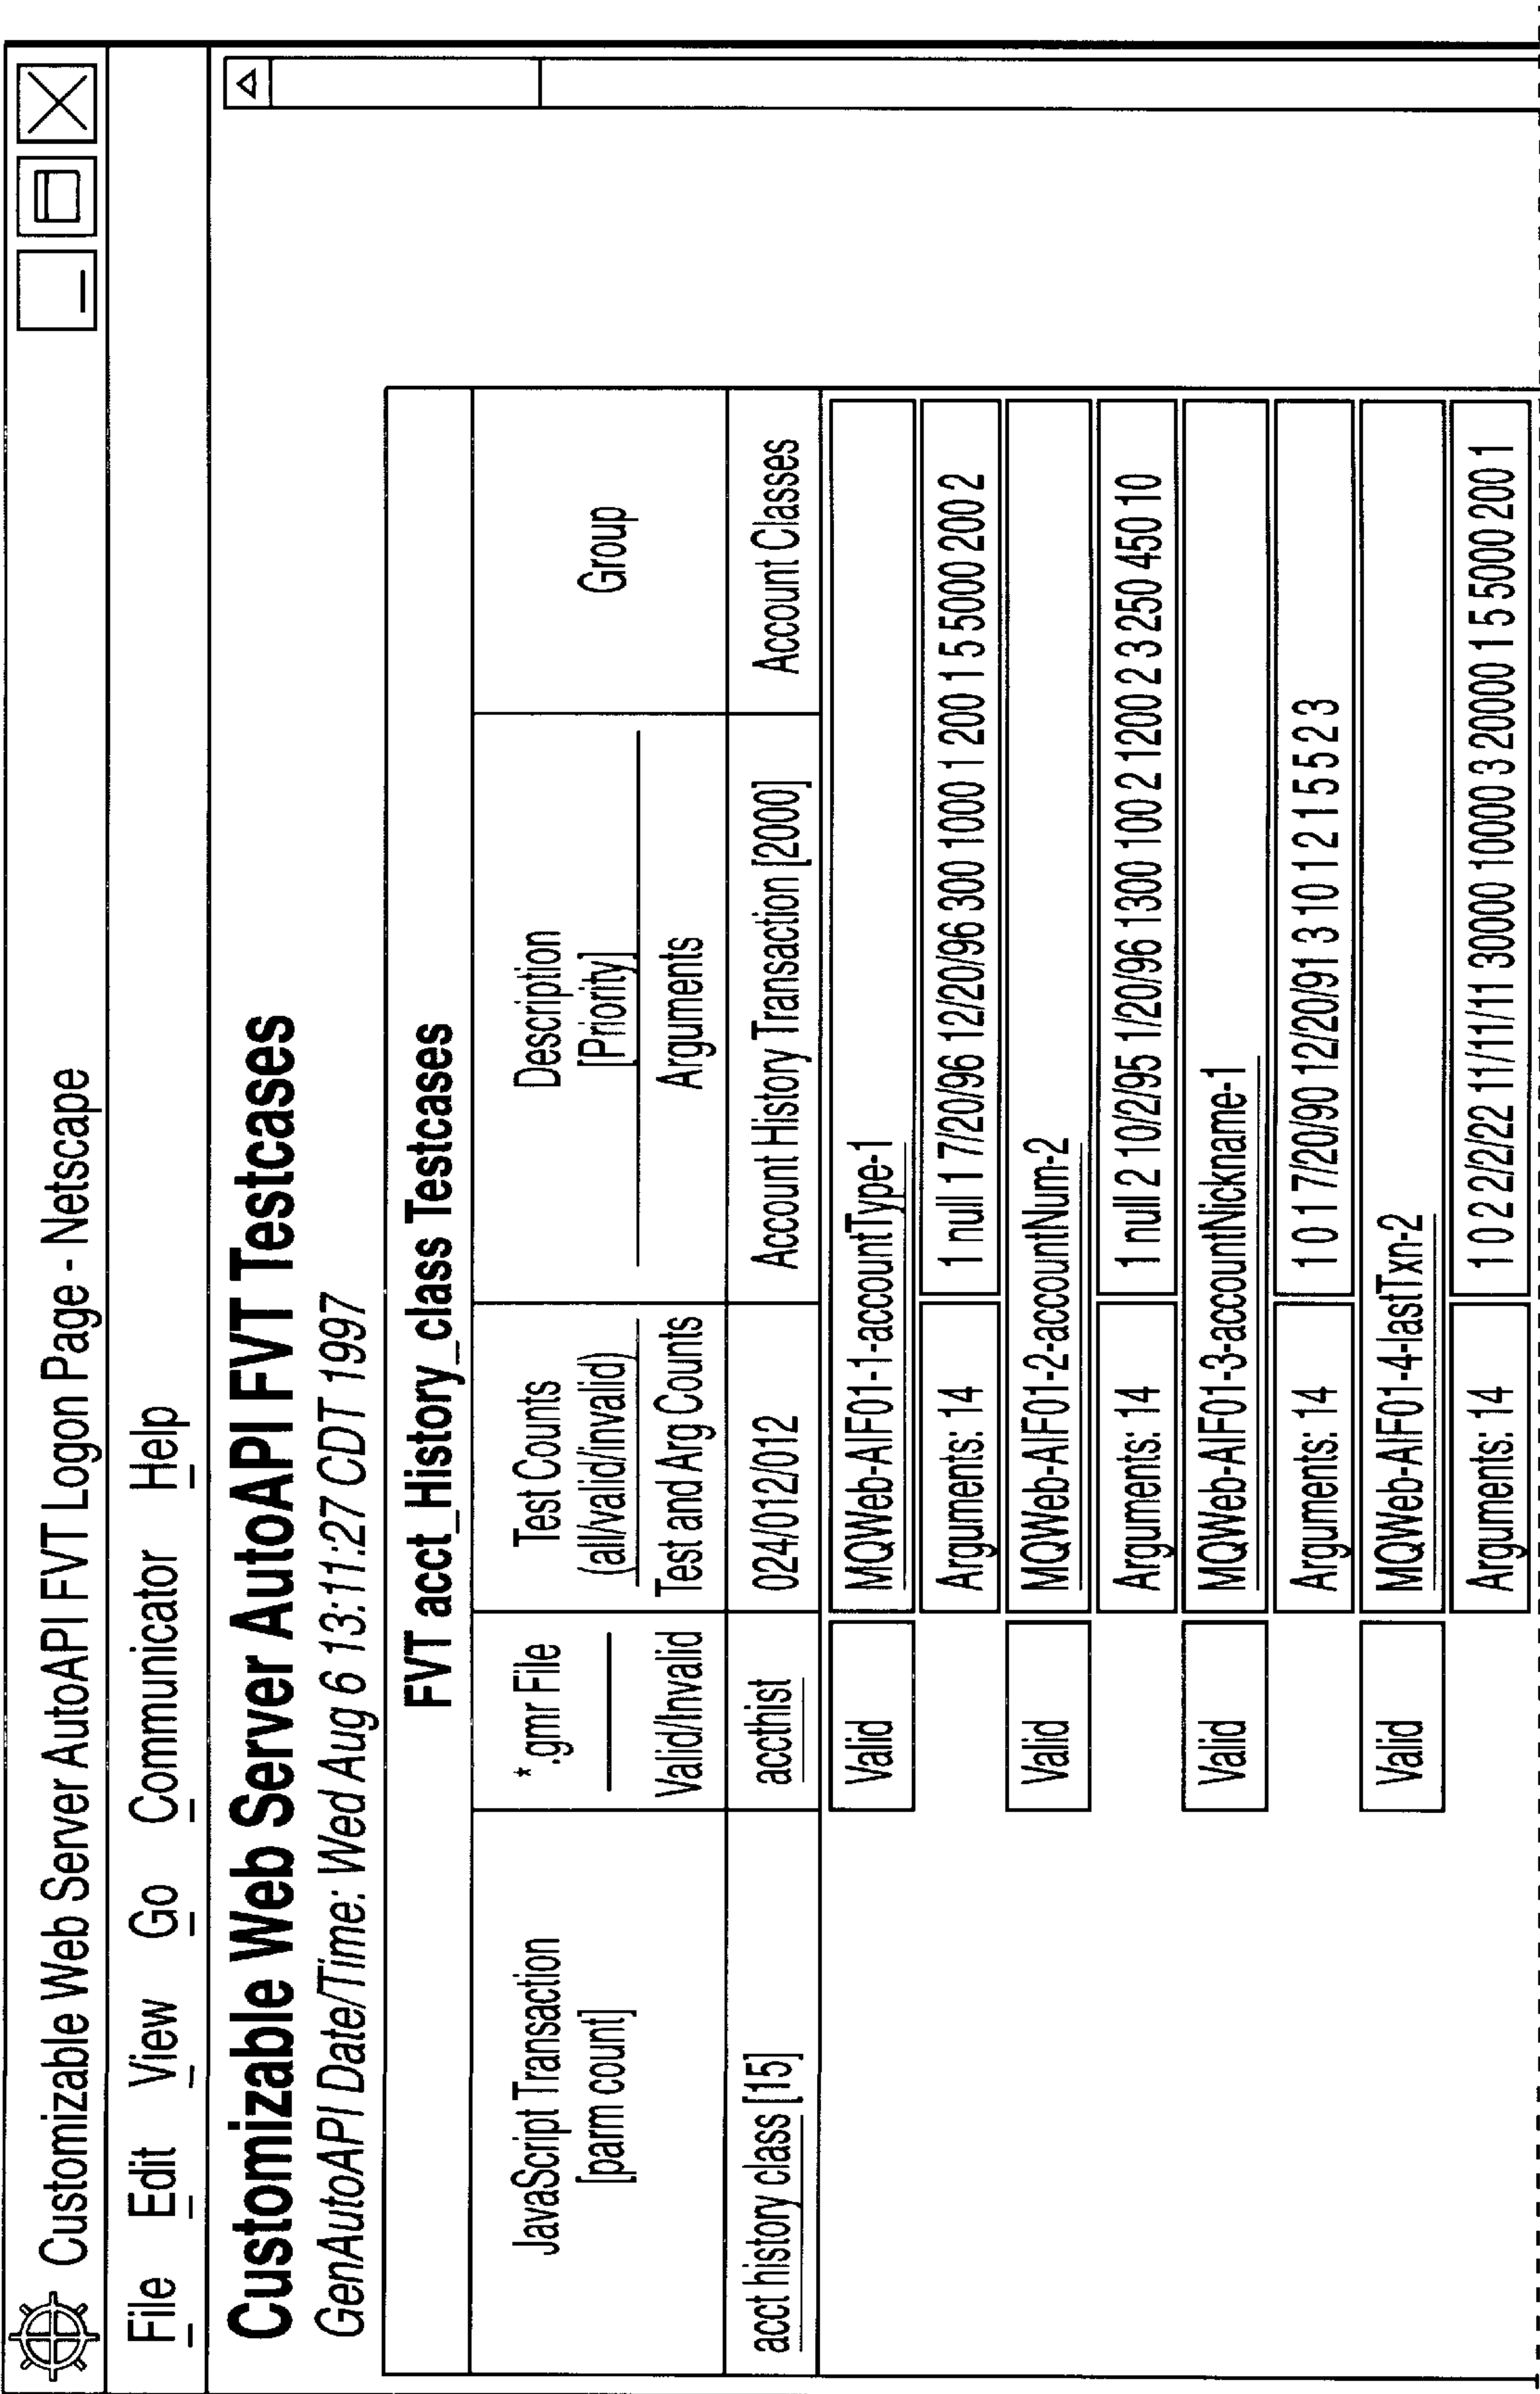 Customizable Web Server AutoAPI FVT Logon Page - Netscape
File Edit View Go Communicator Help
Customizable Web Server AutoAPI FVT Testcases
GenAutoAPI Date/Time: Wed Aug 6 13:11:27 CDT 1997
FVT acct_History_class Testcases
JavaScript Transaction
[parm count]
*.gmr File
Valid/Invalid
Test Counts
(all/valid/invalid)
Test and Arg Counts
Description
[Priority]
Arguments
Group
acct history class [15] accthist 024/012/012 Account History Transaction [2000] Account Classes
Valid MQWeb-AIF01-1-accountType-1
Arguments: 14 1 null 1 7/20/96 12/20/96 300 1000 1 200 1 5 5000 200 2
Valid MQWeb-AIF01-2-accountNum-2
Arguments: 14 1 null 2 10/2/95 1/20/96 1300 100 2 1200 2 3 250 450 10
Valid MQWeb-AIF01-3-accountNickname-1
Arguments: 14 1 0 1 7/20/90 12/20/91 3 10 1 2 1 5 5 2 3
Valid MQWeb-AIF01-4-lastTxn-2
Arguments: 14 1 0 2 2/2/22 11/11/11 30000 10000 3 20000 1 5 5000 200 1